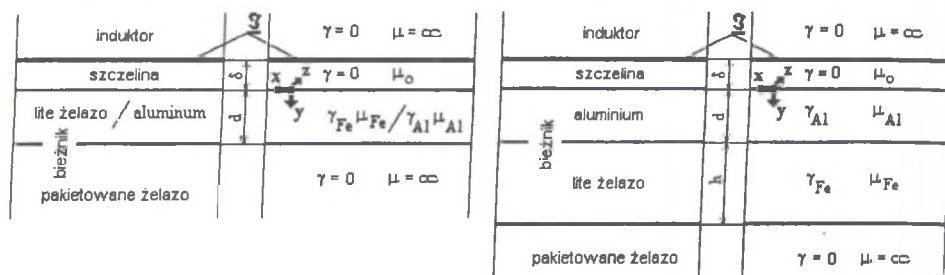 induktor J γ = 0 μ = ∞
szczelina δ x z γ = 0 μ₀
lite żelazo / aluminum d y γFe μFe / γAl μAl
bieżnik
pakietowane żelazo γ = 0 μ = ∞
induktor J γ = 0 μ = ∞
szczelina δ x z γ = 0 μ₀
aluminium d y γAl μAl
bieżnik
lite żelazo h γFe μFe
pakietowane żelazo γ = 0 μ = ∞